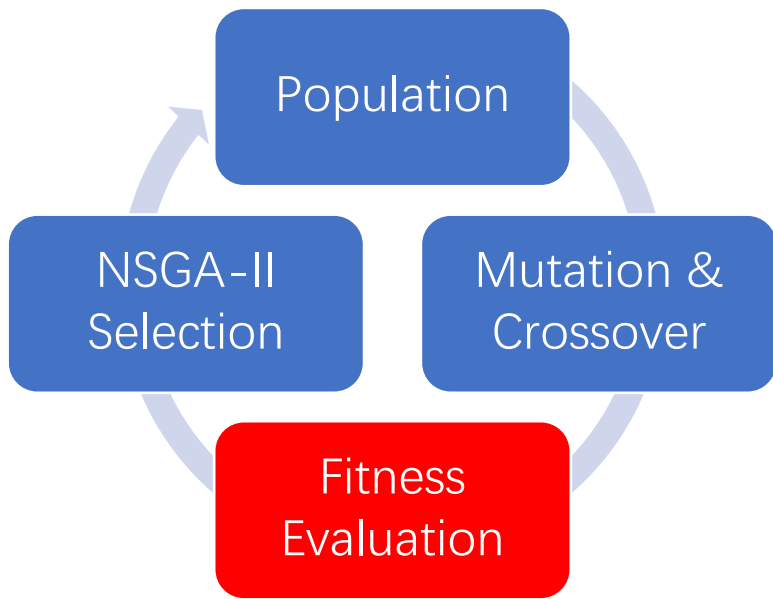 Population
NSGA-II
Selection
Mutation &
Crossover
Fitness
Evaluation